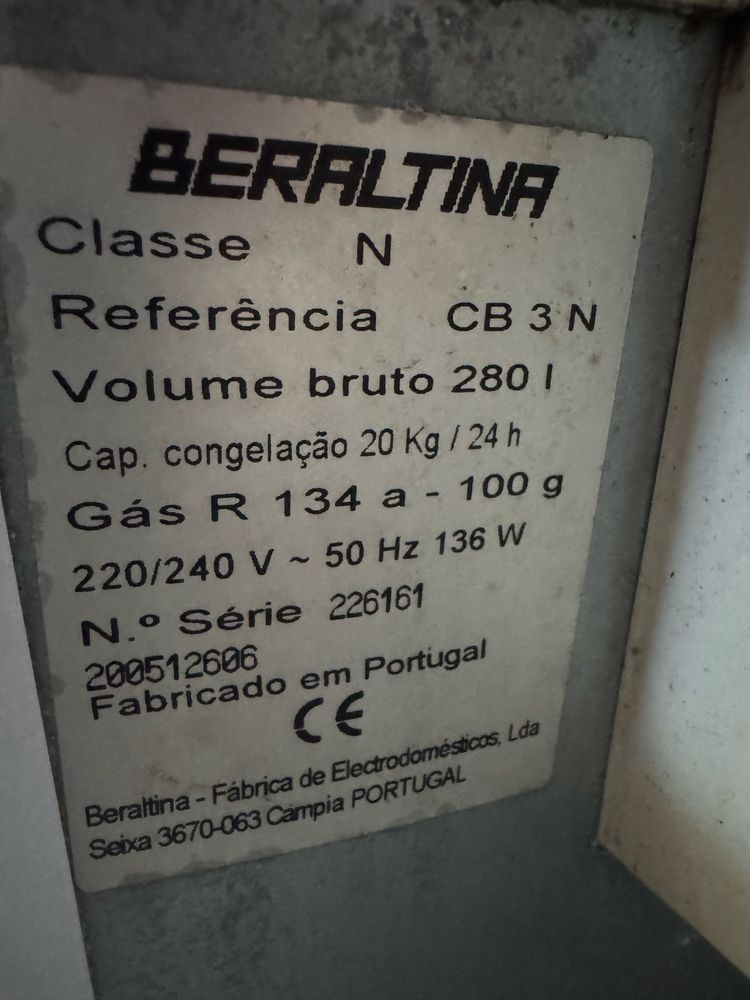 BERALTINA
Classe N
Referência CB 3 N
Volume bruto 280 l
Cap. congelação 20 Kg / 24 h
Gás R 134 a - 100 g
220/240 V ~ 50 Hz 136 W
N.º Série 226161
200512606
Fabricado em Portugal
CE
Beraltina - Fábrica de Electrodomésticos, Lda
Seixa 3670-063 Campia PORTUGAL